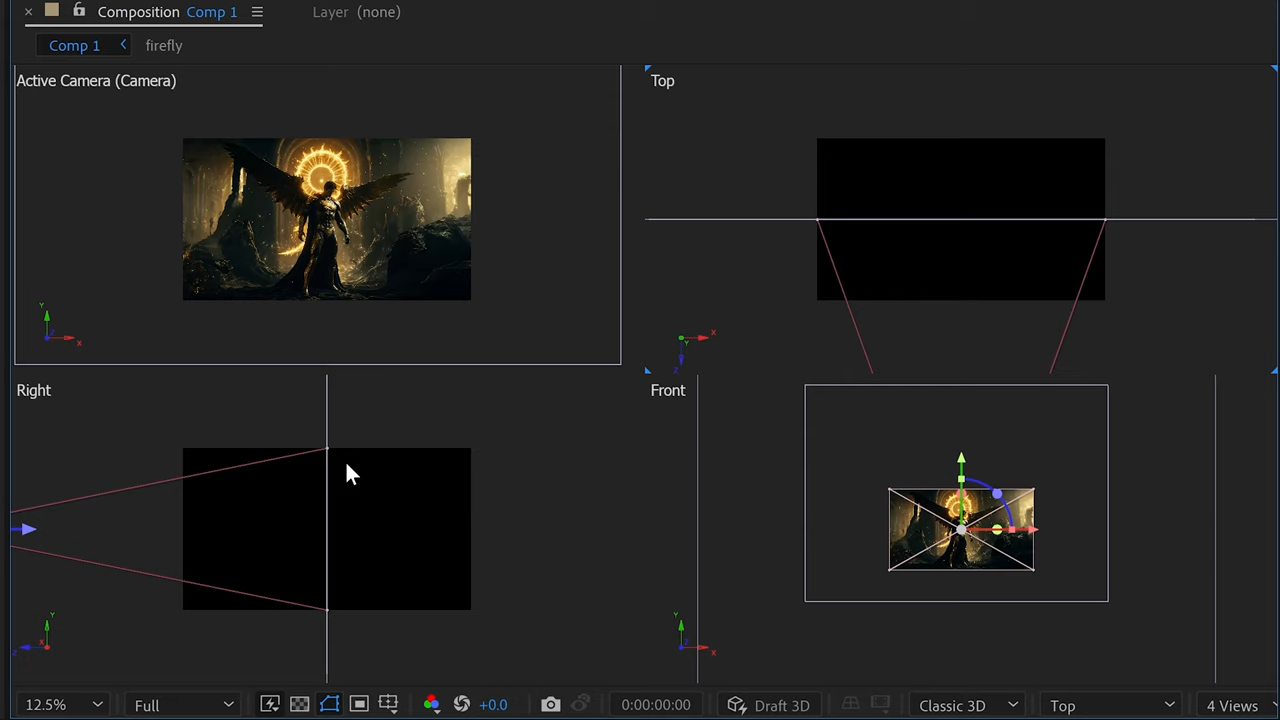 Composition Comp 1
Layer (none)
Comp 1
firefly
Active Camera (Camera)
Top
Y
Z
X
X
Y
Z
Right
Front
Y
X
Z
Y
Z
X
12.5%
Full
+0.0
0:00:00:00
Draft 3D
Classic 3D
Top
4 Views